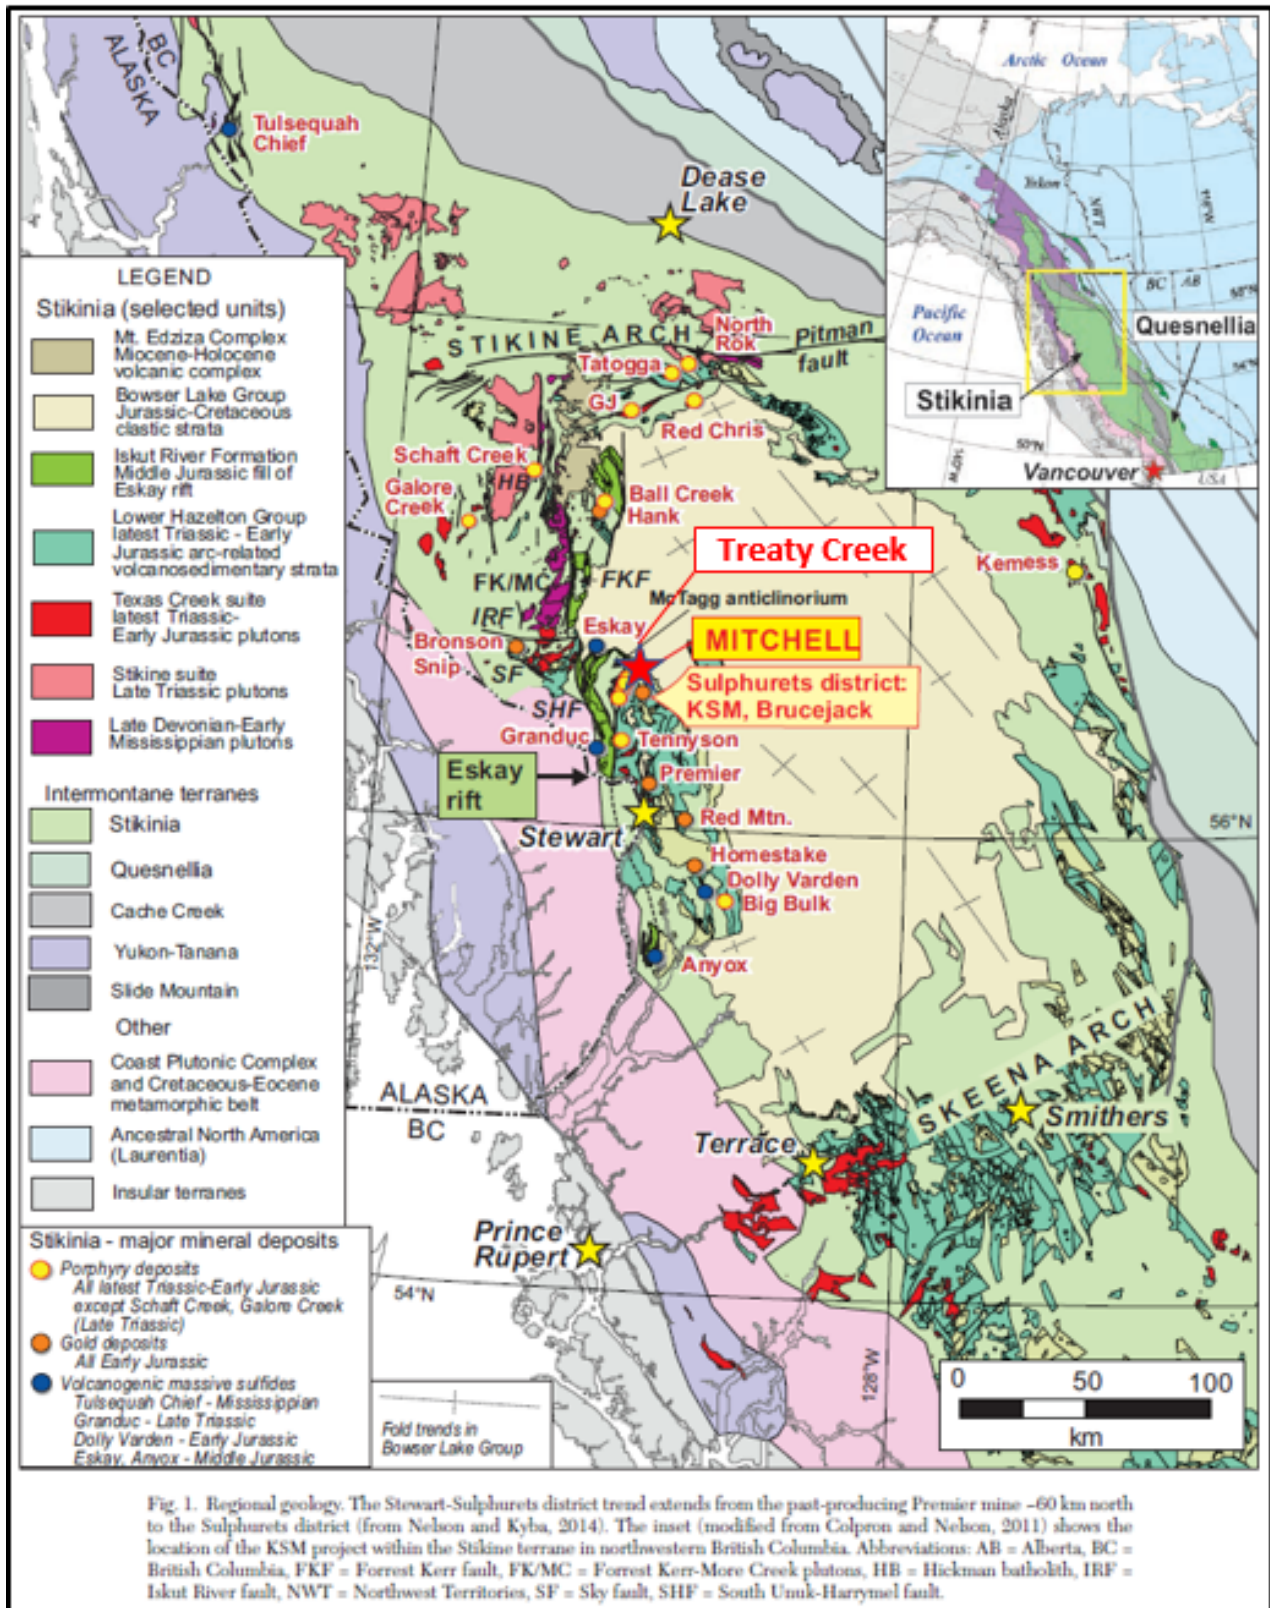 BC
ALASKA
Tulsequah
Chief
Dease
Lake
STIKINE ARCH
North
Rok
Pitman
fault
Tatogga
GJ
Red Chris
Schaft Creek
HB
Galore
Creek
Ball Creek
Hank
Treaty Creek
FK/MC
FKF
McTagg anticlinorium
IRF
Eskay
MITCHELL
Bronson
Snip
SF
Sulphurets district:
KSM, Brucejack
SHF
Granduc
Tennyson
Eskay
rift
Premier
Stewart
Red Mtn.
56°N
Homestake
Dolly Varden
Big Bulk
Anyox
132°W
Kemess
SKEENA ARCH
Smithers
Terrace
ALASKA
BC
Prince
Rupert
54°N
128°W
0 50 100
km
Arctic Ocean
Alaska
Yukon
NWT
BC AB
Pacific
Ocean
Quesnellia
Stikinia
50°N
Vancouver
USA
LEGEND
Stikinia (selected units)
Mt. Edziza Complex
Miocene-Holocene
volcanic complex
Bowser Lake Group
Jurassic-Cretaceous
clastic strata
Iskut River Formation
Middle Jurassic fill of
Eskay rift
Lower Hazelton Group
latest Triassic - Early
Jurassic arc-related
volcanosedimentary strata
Texas Creek suite
latest Triassic-
Early Jurassic plutons
Stikine suite
Late Triassic plutons
Late Devonian-Early
Mississippian plutons
Intermontane terranes
Stikinia
Quesnellia
Cache Creek
Yukon-Tanana
Slide Mountain
Other
Coast Plutonic Complex
and Cretaceous-Eocene
metamorphic belt
Ancestral North America
(Laurentia)
Insular terranes
Stikinia - major mineral deposits
Porphyry deposits
All latest Triassic-Early Jurassic
except Schaft Creek, Galore Creek
(Late Triassic)
Gold deposits
All Early Jurassic
Volcanogenic massive sulfides
Tulsequah Chief - Mississippian
Granduc - Late Triassic
Dolly Varden - Early Jurassic
Eskay, Anyox - Middle Jurassic
Fold trends in
Bowser Lake Group
Fig. 1. Regional geology. The Stewart-Sulphurets district trend extends from the past-producing Premier mine ~60 km north
to the Sulphurets district (from Nelson and Kyba, 2014). The inset (modified from Colpron and Nelson, 2011) shows the
location of the KSM project within the Stikine terrane in northwestern British Columbia. Abbreviations: AB = Alberta, BC =
British Columbia, FKF = Forrest Kerr fault, FK/MC = Forrest Kerr-More Creek plutons, HB = Hickman batholith, IRF =
Iskut River fault, NWT = Northwest Territories, SF = Sky fault, SHF = South Unuk-Harrymel fault.